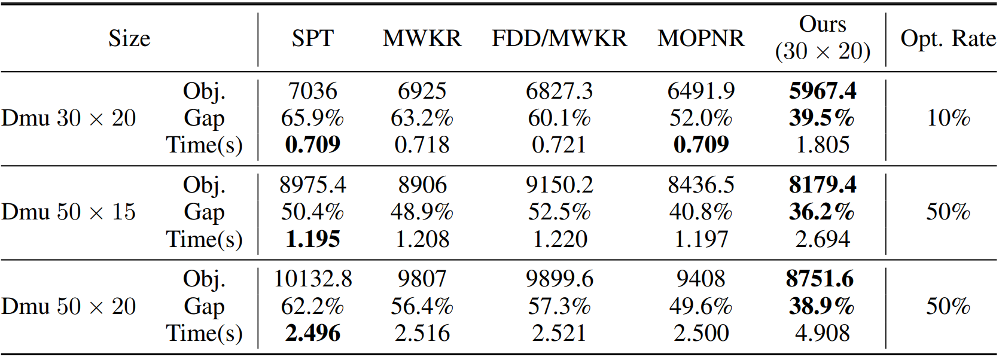 Size SPT MWKR FDD/MWKR MOPNR Ours (30 × 20) Opt. Rate
Obj. 7036 6925 6827.3 6491.9 5967.4
Dmu 30 × 20 Gap 65.9% 63.2% 60.1% 52.0% 39.5% 10%
Time(s) 0.709 0.718 0.721 0.709 1.805
Obj. 8975.4 8906 9150.2 8436.5 8179.4
Dmu 50 × 15 Gap 50.4% 48.9% 52.5% 40.8% 36.2% 50%
Time(s) 1.195 1.208 1.220 1.197 2.694
Obj. 10132.8 9807 9899.6 9408 8751.6
Dmu 50 × 20 Gap 62.2% 56.4% 57.3% 49.6% 38.9% 50%
Time(s) 2.496 2.516 2.521 2.500 4.908